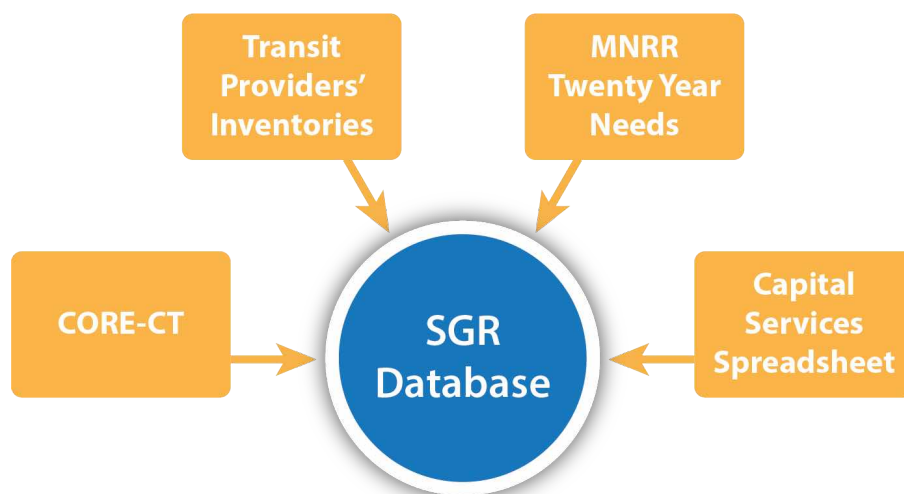 Transit
Providers’
Inventories
MNRR
Twenty Year
Needs
CORE-CT
SGR
Database
Capital
Services
Spreadsheet